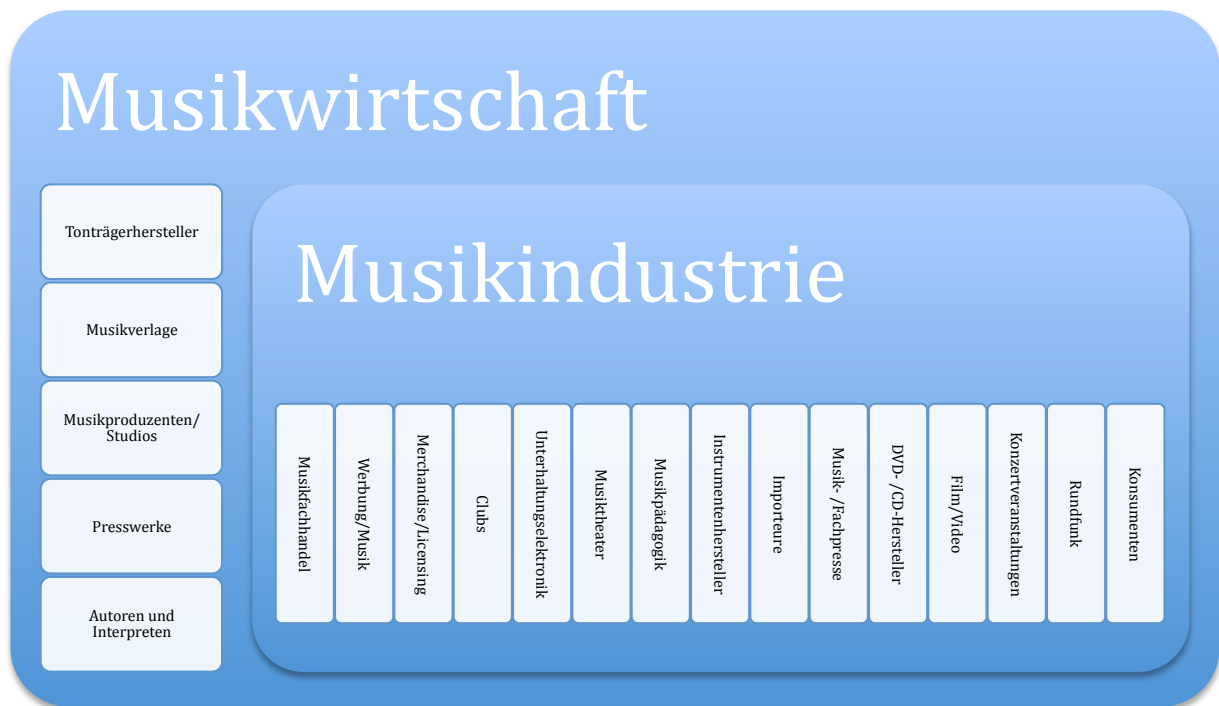 Musikwirtschaft
Tonträgerhersteller
Musikverlage
Musikproduzenten/
Studios
Presswerke
Autoren und
Interpreten
Musikindustrie
Musikfachhandel
Werbung/Musik
Merchandise/Licensing
Clubs
Unterhaltungselektronik
Musiktheater
Musikpädagogik
Instrumentenhersteller
Importeure
Musik- /Fachpresse
DVD- /CD-Hersteller
Film/Video
Konzertveranstaltungen
Rundfunk
Konsumenten